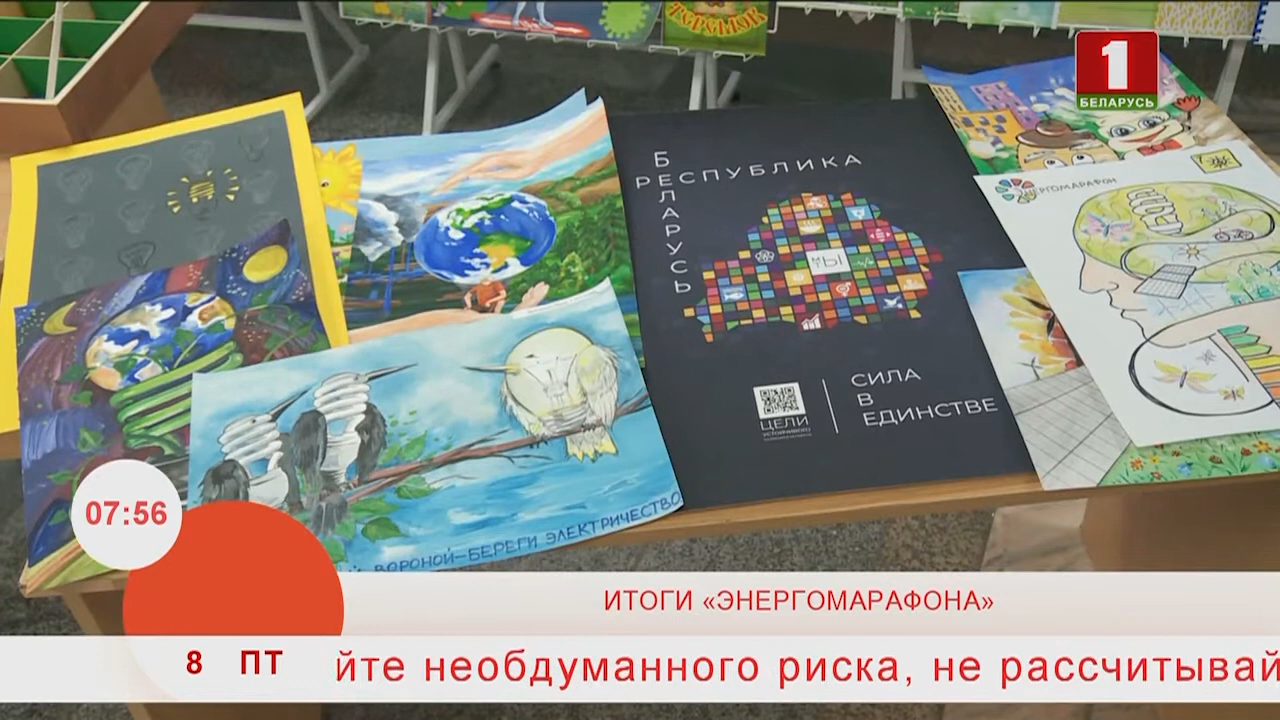 ТЕРЕМОК
1
БЕЛАРУСЬ
РЕСПУБЛИКА
БЕЛАРУСЬ
МЫ
ЦЕЛИ
СИЛА
В
ЕДИНСТВЕ
ЭНЕРГОМАРАФОН
ВОРОНОЙ-БЕРЕГИ ЭЛЕКТРИЧЕСТВО
07:56
ИТОГИ «ЭНЕРГОМАРАФОНА»
8 ПТ
йте необдуманного риска, не рассчитывай